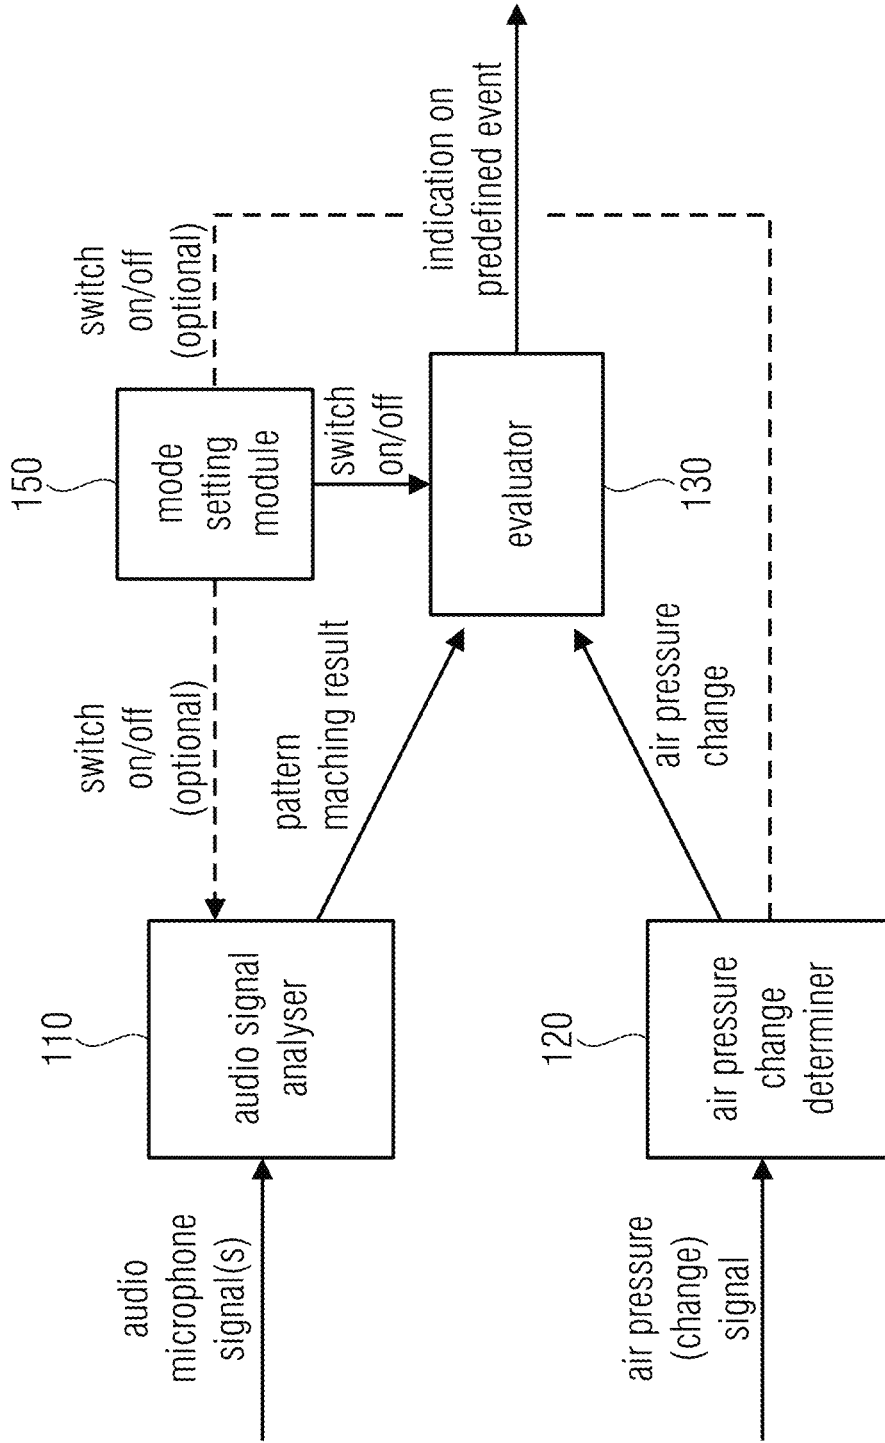 audio
microphone
signal(s)
110
audio signal
analyser
switch
on/off
(optional)
pattern
maching result
150
mode
setting
module
switch
on/off
(optional)
switch
on/off
evaluator
130
indication on
predefined event
air pressure
(change)
signal
120
air pressure
change
determiner
air pressure
change